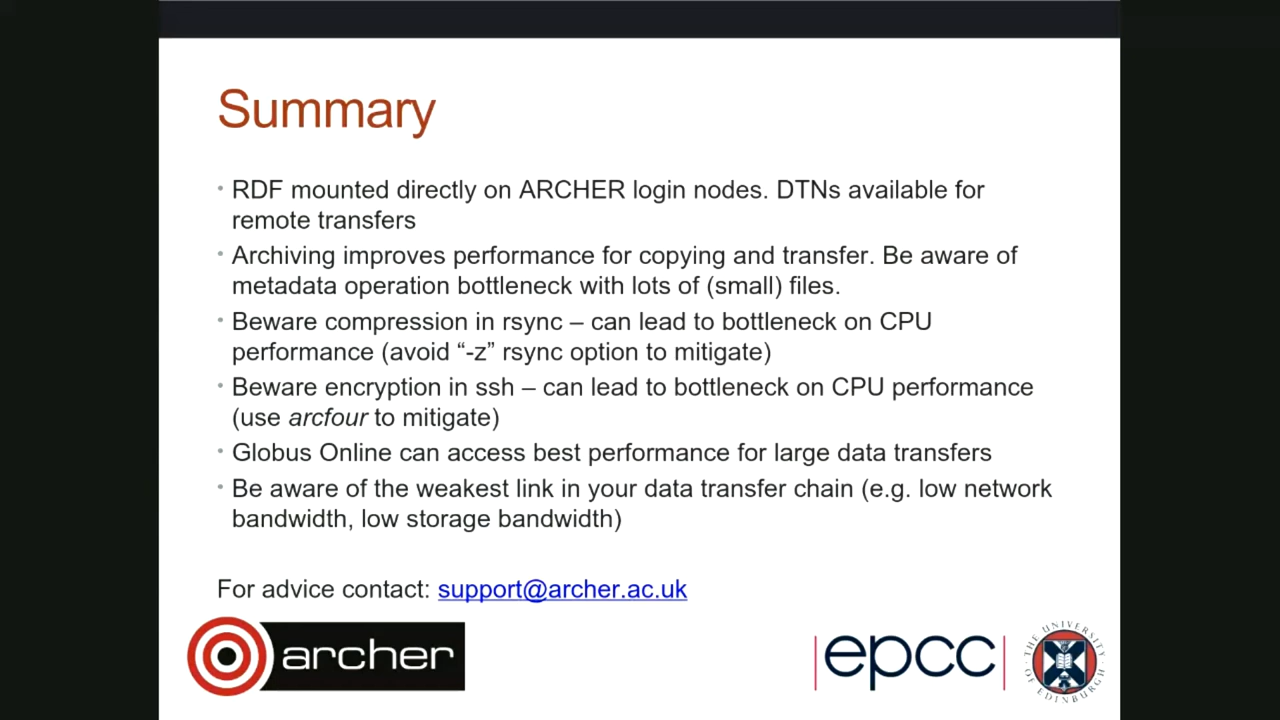 Summary
• RDF mounted directly on ARCHER login nodes. DTNs available for
remote transfers
• Archiving improves performance for copying and transfer. Be aware of
metadata operation bottleneck with lots of (small) files.
• Beware compression in rsync – can lead to bottleneck on CPU
performance (avoid “-z” rsync option to mitigate)
• Beware encryption in ssh – can lead to bottleneck on CPU performance
(use arcfour to mitigate)
• Globus Online can access best performance for large data transfers
• Be aware of the weakest link in your data transfer chain (e.g. low network
bandwidth, low storage bandwidth)
For advice contact: support@archer.ac.uk
archer
epcc
THE UNIVERSITY OF EDINBURGH